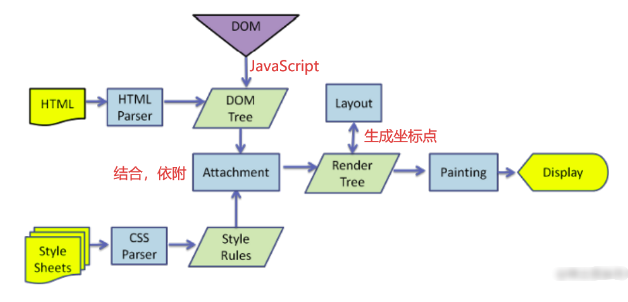 DOM
JavaScript
HTML
HTML
Parser
DOM
Tree
Layout
生成坐标点
结合，依附
Attachment
Render
Tree
Painting
Display
Style
Sheets
CSS
Parser
Style
Rules